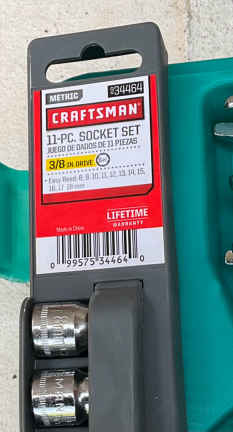 METRIC
934464
CRAFTSMAN
11-PC. SOCKET SET
JUEGO DE DADOS DE 11 PIEZAS
3/8 IN. DRIVE
• Easy Read: 8, 9, 10, 11, 12, 13, 14, 15,
16, 17 18 mm
LIFETIME
WARRANTY
Made in China
0 99575 34464 0